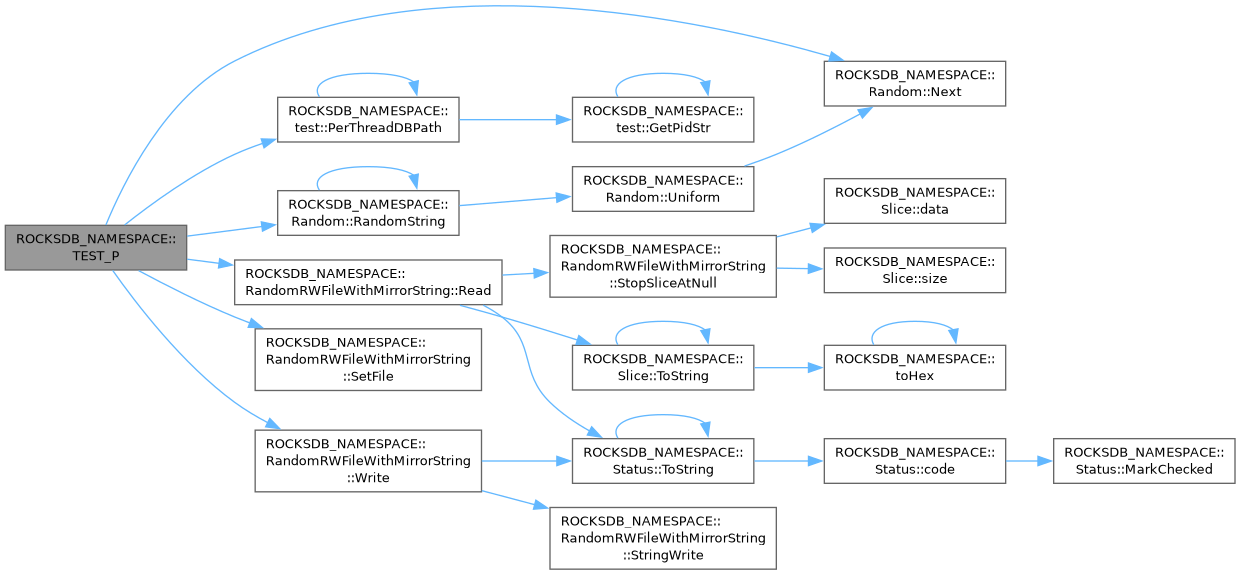 ROCKSDB_NAMESPACE::
TEST_P
ROCKSDB_NAMESPACE::
test::PerThreadDBPath
ROCKSDB_NAMESPACE::
Random::RandomString
ROCKSDB_NAMESPACE::
RandomRWFileWithMirrorString::Read
ROCKSDB_NAMESPACE::
RandomRWFileWithMirrorString
::SetFile
ROCKSDB_NAMESPACE::
RandomRWFileWithMirrorString
::Write
ROCKSDB_NAMESPACE::
test::GetPidStr
ROCKSDB_NAMESPACE::
Random::Uniform
ROCKSDB_NAMESPACE::
RandomRWFileWithMirrorString
::StopSliceAtNull
ROCKSDB_NAMESPACE::
Slice::ToString
ROCKSDB_NAMESPACE::
Status::ToString
ROCKSDB_NAMESPACE::
RandomRWFileWithMirrorString
::StringWrite
ROCKSDB_NAMESPACE::
Random::Next
ROCKSDB_NAMESPACE::
Slice::data
ROCKSDB_NAMESPACE::
Slice::size
ROCKSDB_NAMESPACE::
toHex
ROCKSDB_NAMESPACE::
Status::code
ROCKSDB_NAMESPACE::
Status::MarkChecked